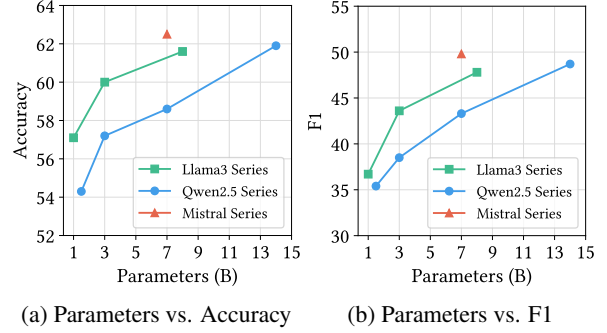 64
62
60
58
56
54
52
Accuracy
Llama3 Series
Qwen2.5 Series
Mistral Series
1 3 5 7 9 11 13 15
Parameters (B)
(a) Parameters vs. Accuracy
55
50
45
40
35
30
F1
Llama3 Series
Qwen2.5 Series
Mistral Series
1 3 5 7 9 11 13 15
Parameters (B)
(b) Parameters vs. F1